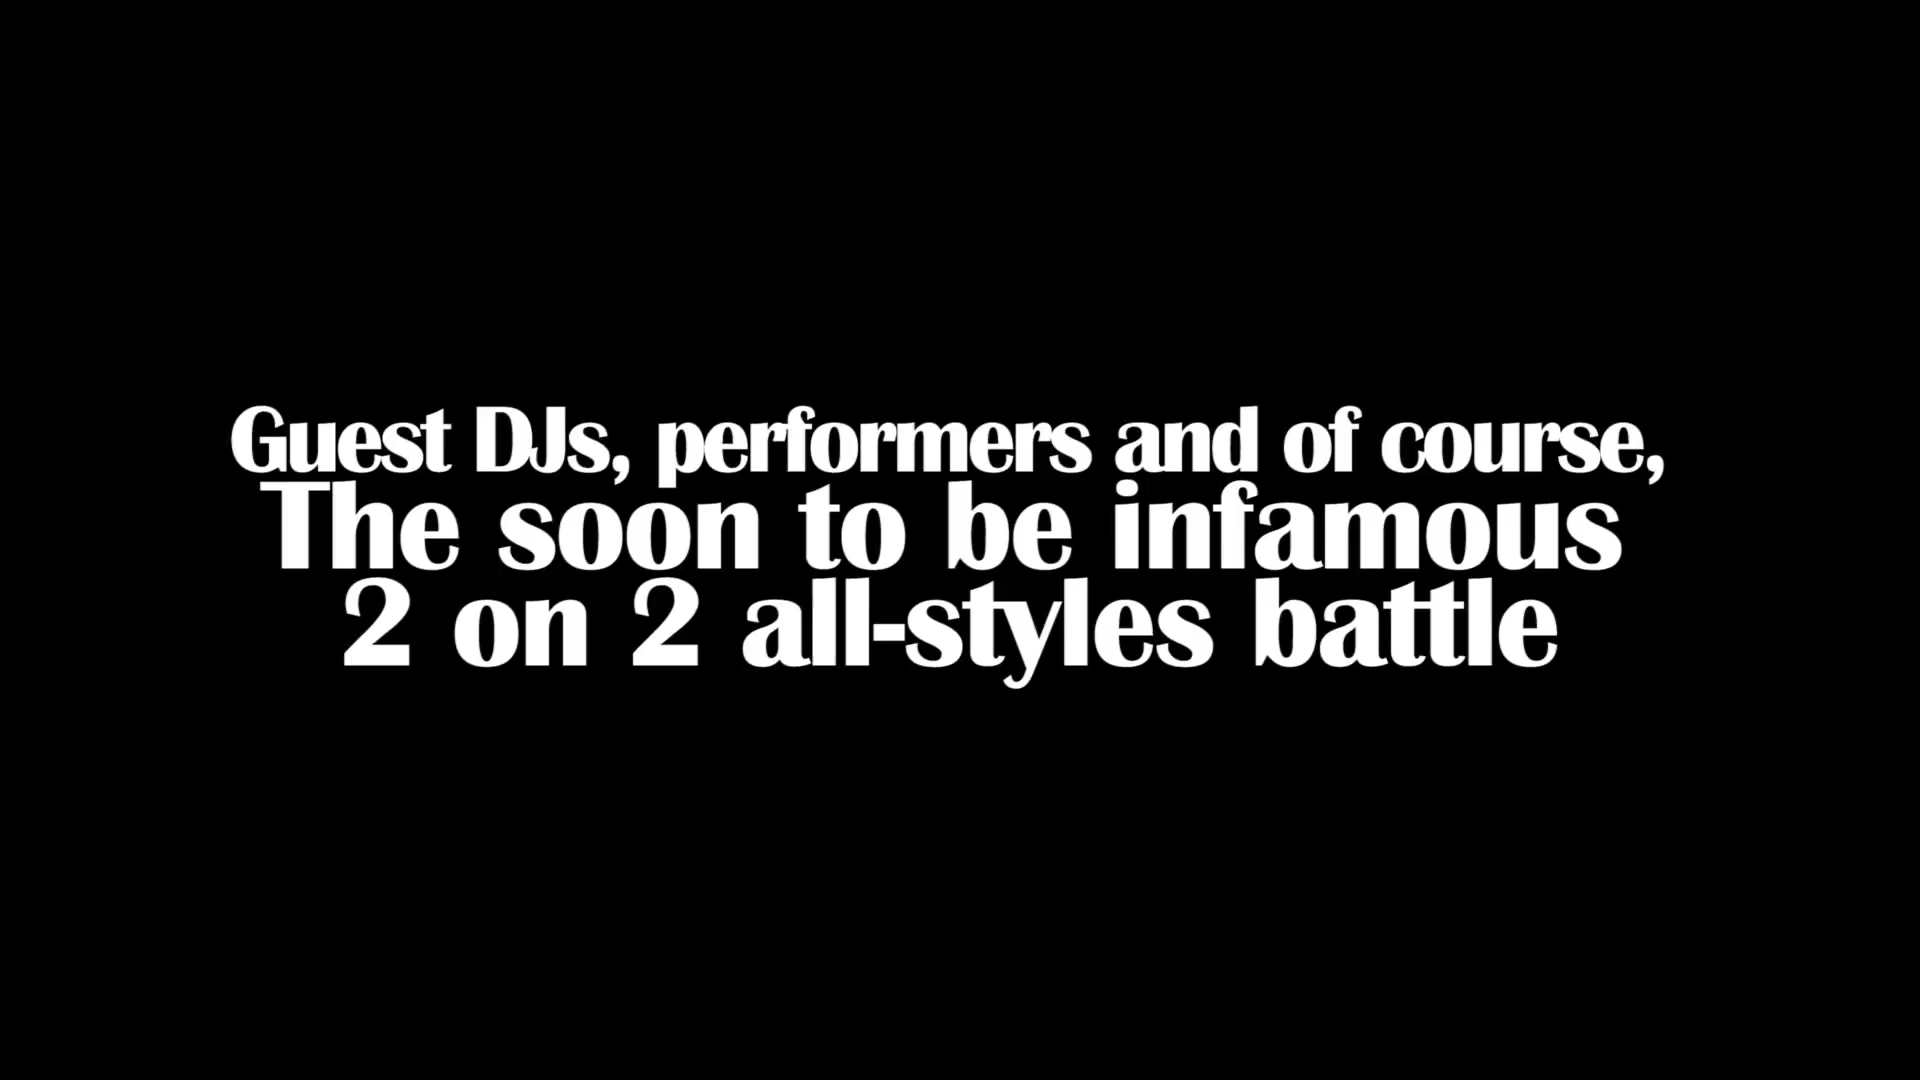 Guest DJs, performers and of course,
The soon to be infamous
2 on 2 all-styles battle